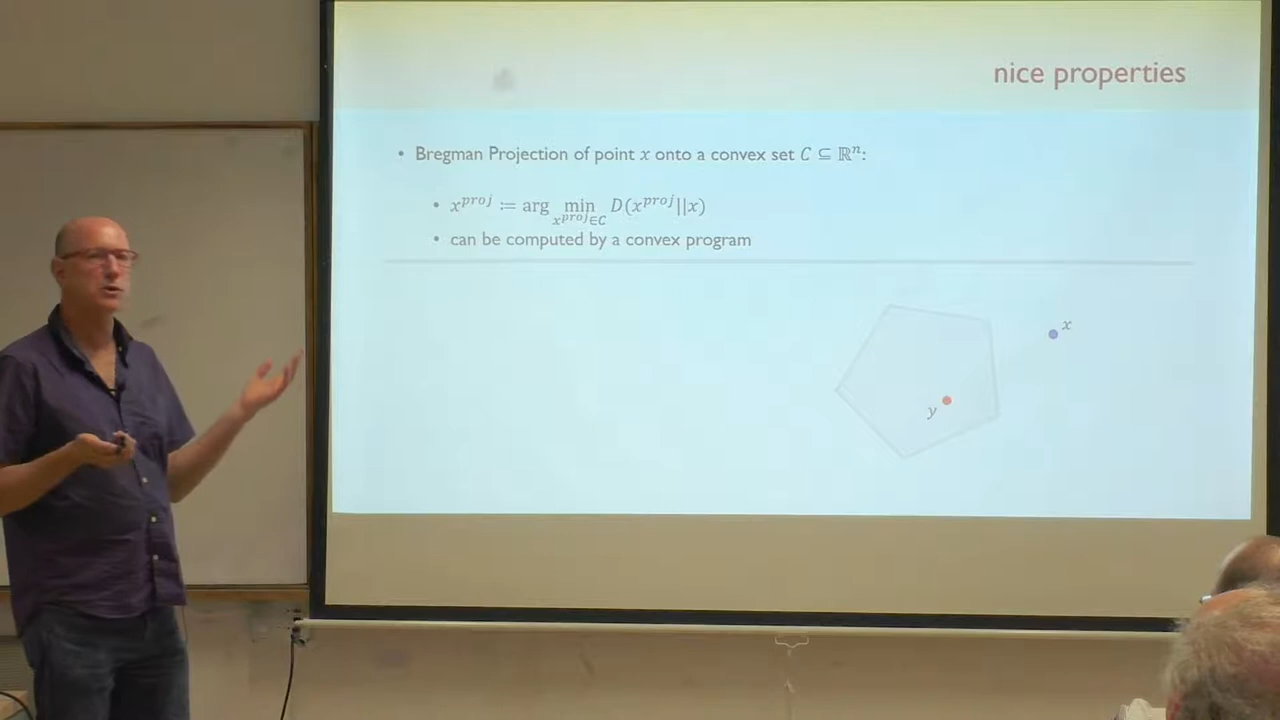 nice properties
• Bregman Projection of point x onto a convex set C ⊆ ℝⁿ:
• x^{proj} ≔ arg min_{x^{proj}∈C} D(x^{proj}||x)
• can be computed by a convex program
x
y